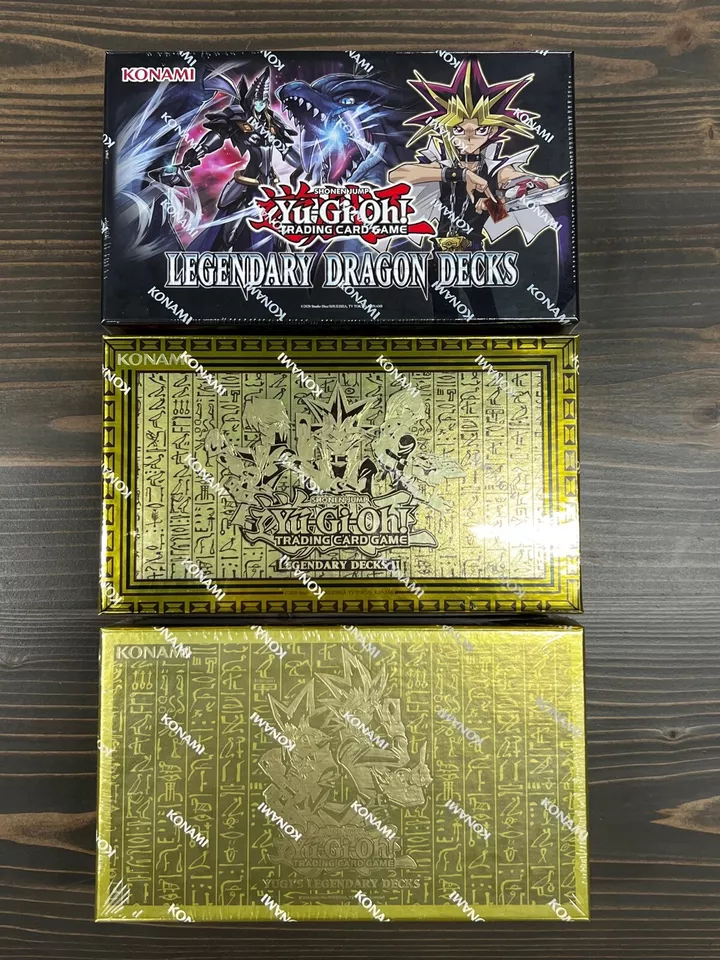 KONAMI
SHONEN JUMP
Yu-Gi-Oh!
TRADING CARD GAME
LEGENDARY DRAGON DECKS
KONAMI
SHONEN JUMP
Yu-Gi-Oh!
TRADING CARD GAME
LEGENDARY DECKS II
KONAMI
Yu-Gi-Oh!
TRADING CARD GAME
YUGI'S LEGENDARY DECKS